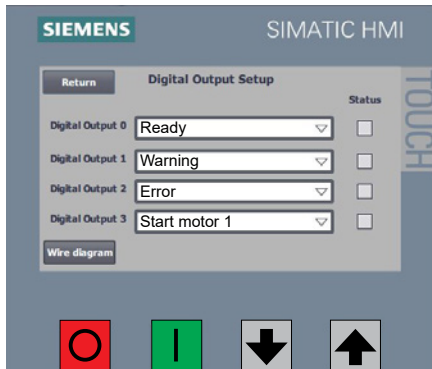 SIEMENS
SIMATIC HMI
TOUCH
Return
Digital Output Setup
Status
Digital Output 0
Ready
Digital Output 1
Warning
Digital Output 2
Error
Digital Output 3
Start motor 1
Wire diagram